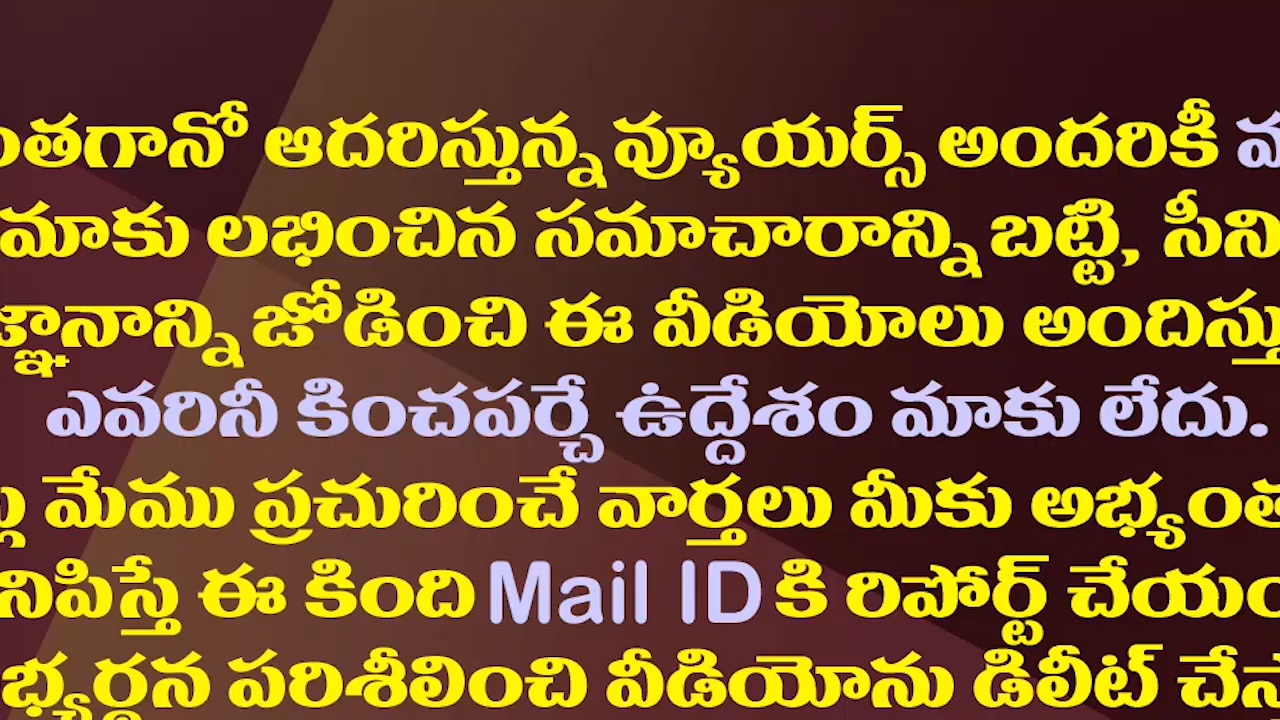 ంతగానో ఆదరిస్తున్న వ్యూయర్స్ అందరికీ
మాకు లభించిన సమాచారాన్ని బట్టి, సీని
జ్ఞానాన్ని జోడించి ఈ వీడియోలు అందిస్తు
ఎవరినీ కించపర్చే ఉద్దేశం మాకు లేదు.
మేము ప్రచురించే వార్తలు మీకు అభ్యంత
నిపిస్తే ఈ కింది Mail ID కి రిపోర్ట్ చేయం
భ్యర్థన పరిశీలించి వీడియోను డిలీట్ చేస